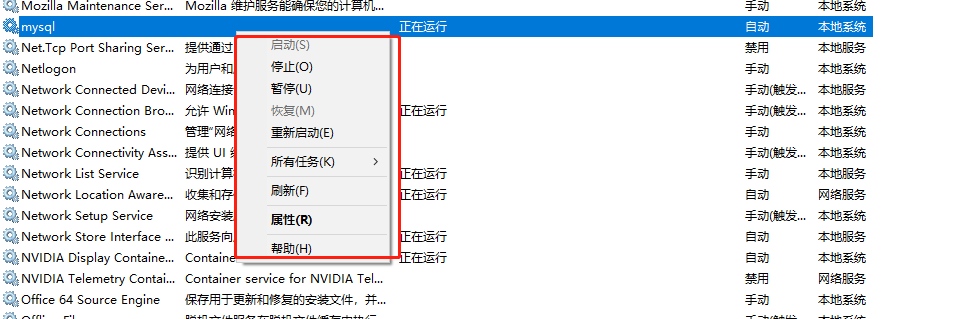 Mozilla Maintenance Serv... Mozilla 维护服务能确保您的计算机... 手动 本地系统
mysql 正在运行 自动 本地系统
Net.Tcp Port Sharing Ser... 提供通过 禁用 本地服务
Netlogon 为用户和 手动 本地系统
Network Connected Devi... 网络连接 手动(触发... 本地服务
Network Connection Bro... 允许 Win 正在运行 手动(触发... 本地系统
Network Connections 管理“网络 手动 本地系统
Network Connectivity Ass... 提供 UI 手动(触发... 本地系统
Network List Service 识别计算 正在运行 手动 本地服务
Network Location Aware... 收集和存 正在运行 自动 网络服务
Network Setup Service 网络安装 手动(触发... 本地系统
Network Store Interface ... 此服务向 正在运行 自动 本地服务
NVIDIA Display Containe... Contain 正在运行 自动 本地系统
NVIDIA Telemetry Contai... Container service for NVIDIA Tel... 禁用 网络服务
Office 64 Source Engine 保存用于更新和修复的安装文件，并... 手动 本地系统
启动(S)
停止(O)
暂停(U)
恢复(M)
重新启动(E)
所有任务(K)
刷新(F)
属性(R)
帮助(H)